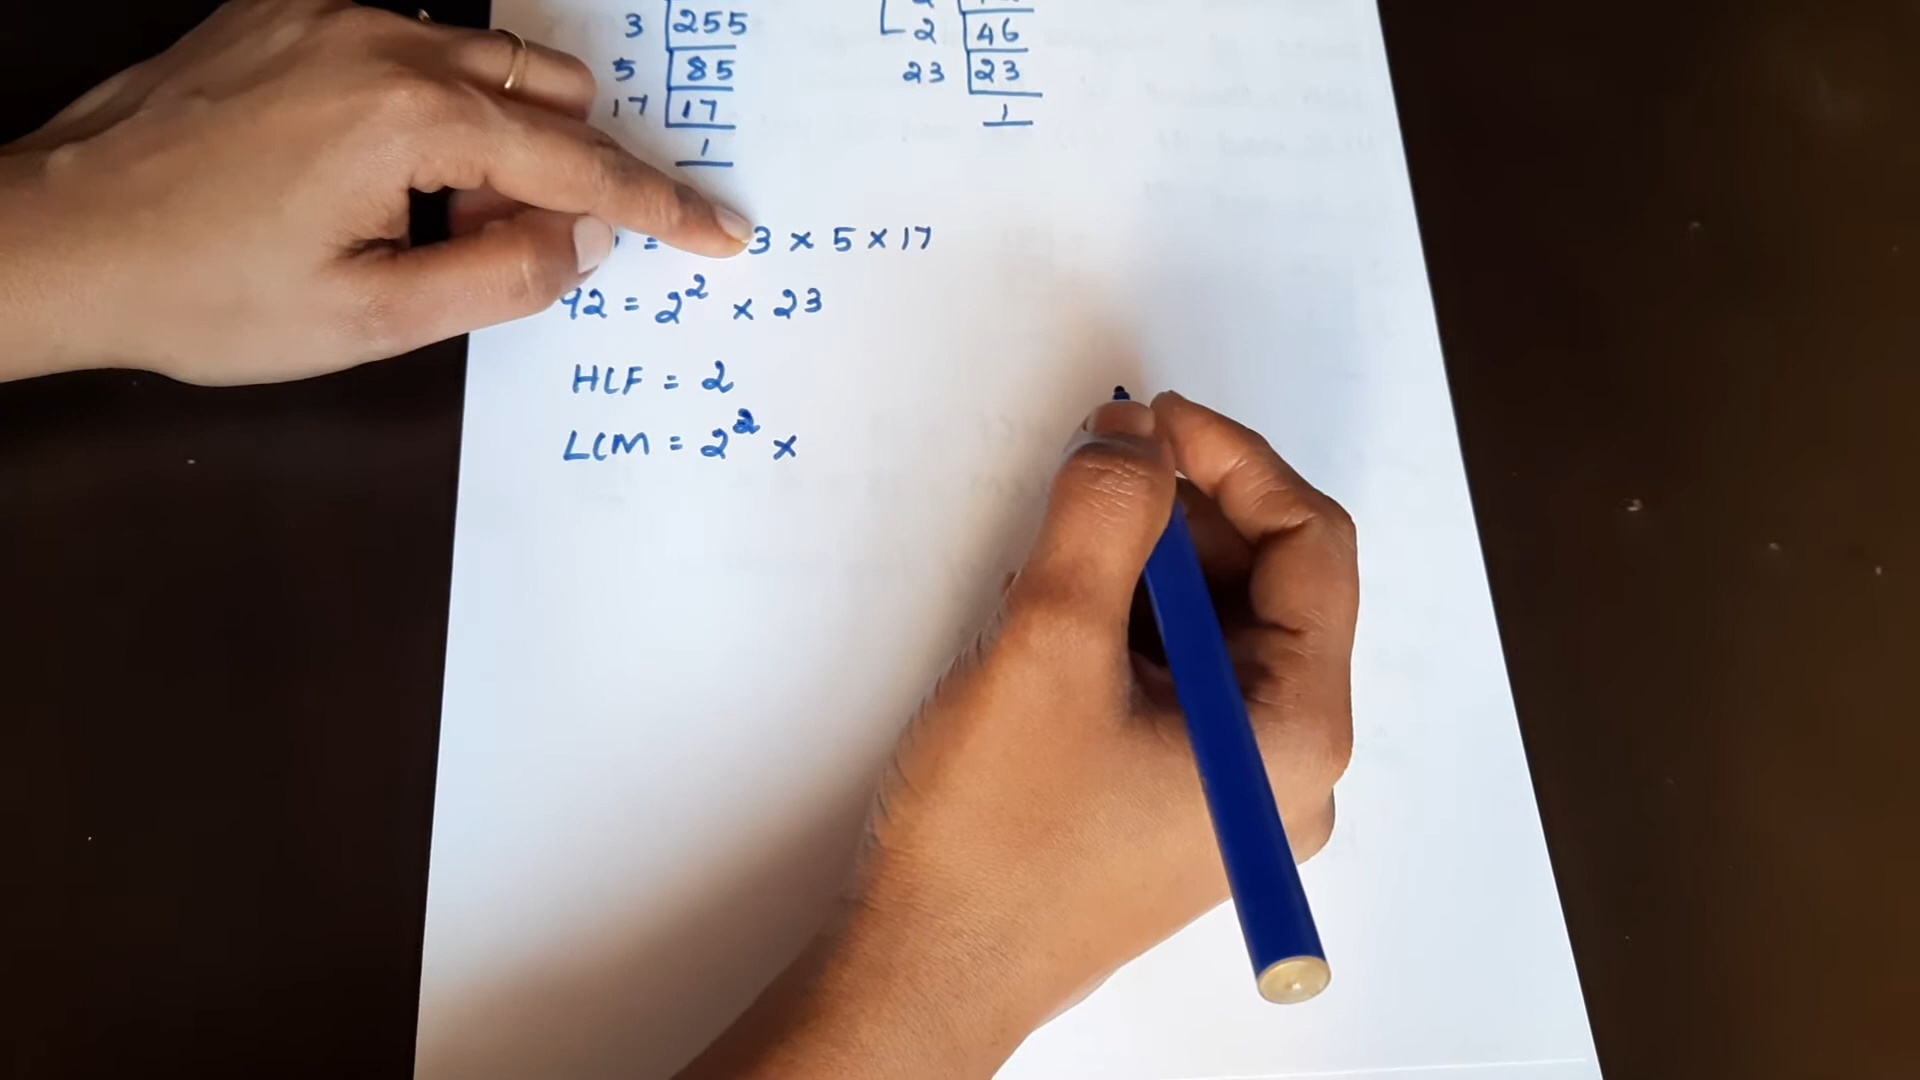 3 255 2 46
5 85 23 23
17 17 1
1
= 3 × 5 × 17
92 = 2² × 23
HCF = 2
LCM = 2² ×